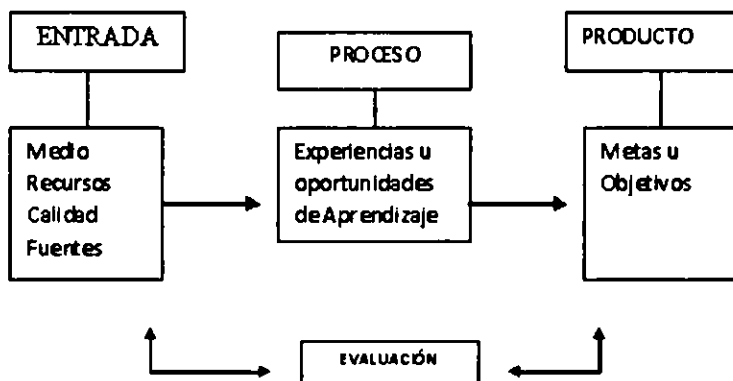 ENTRADA
PROCESO
PRODUCTO
Medio
Recursos
Calidad
Fuentes
Experiencias u
oportunidades
de Aprendizaje
Metas u
Objetivos
EVALUACIÓN